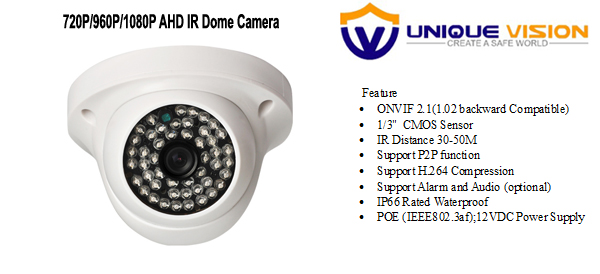 720P/960P/1080P AHD IR Dome Camera
UNIQUE VISION
CREATE A SAFE WORLD
Feature
• ONVIF 2.1(1.02 backward Compatible)
• 1/3" CMOS Sensor
• IR Distance 30-50M
• Support P2P function
• Support H.264 Compression
• Support Alarm and Audio (optional)
• IP66 Rated Waterproof
• POE (IEEE802.3af);12VDC Power Supply